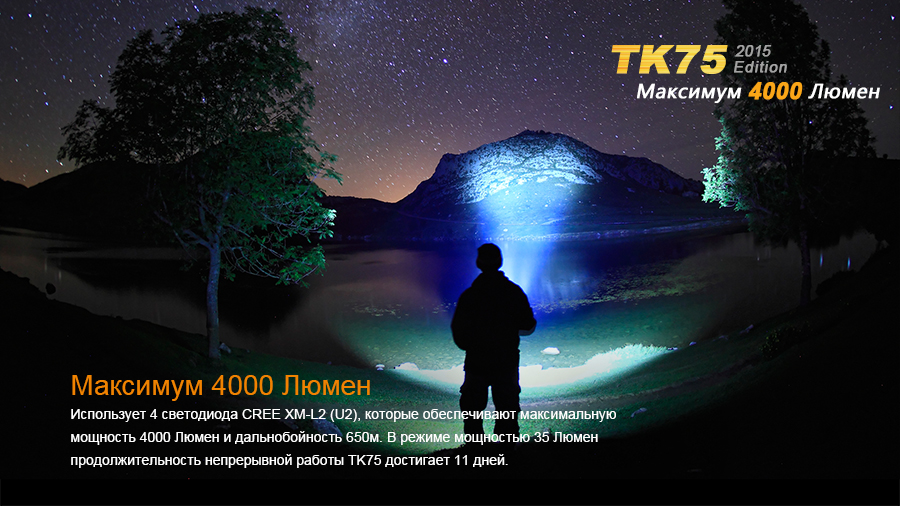 TK75 2015 Edition
Максимум 4000 Люмен
Максимум 4000 Люмен
Использует 4 светодиода CREE XM-L2 (U2), которые обеспечивают максимальную
мощность 4000 Люмен и дальнобойность 650м. В режиме мощностью 35 Люмен
продолжительность непрерывной работы TK75 достигает 11 дней.